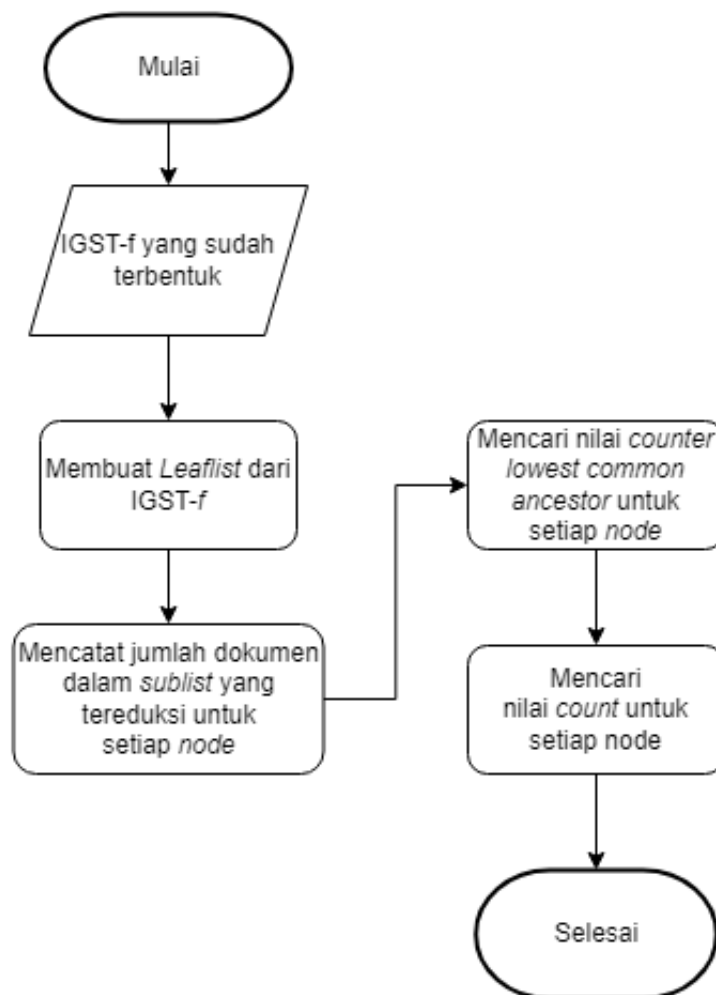 Mulai
IGST-f yang sudah
terbentuk
Membuat Leaflist dari
IGST-f
Mencatat jumlah dokumen
dalam sublist yang
tereduksi untuk
setiap node
Mencari nilai counter
lowest common
ancestor untuk
setiap node
Mencari
nilai count untuk
setiap node
Selesai